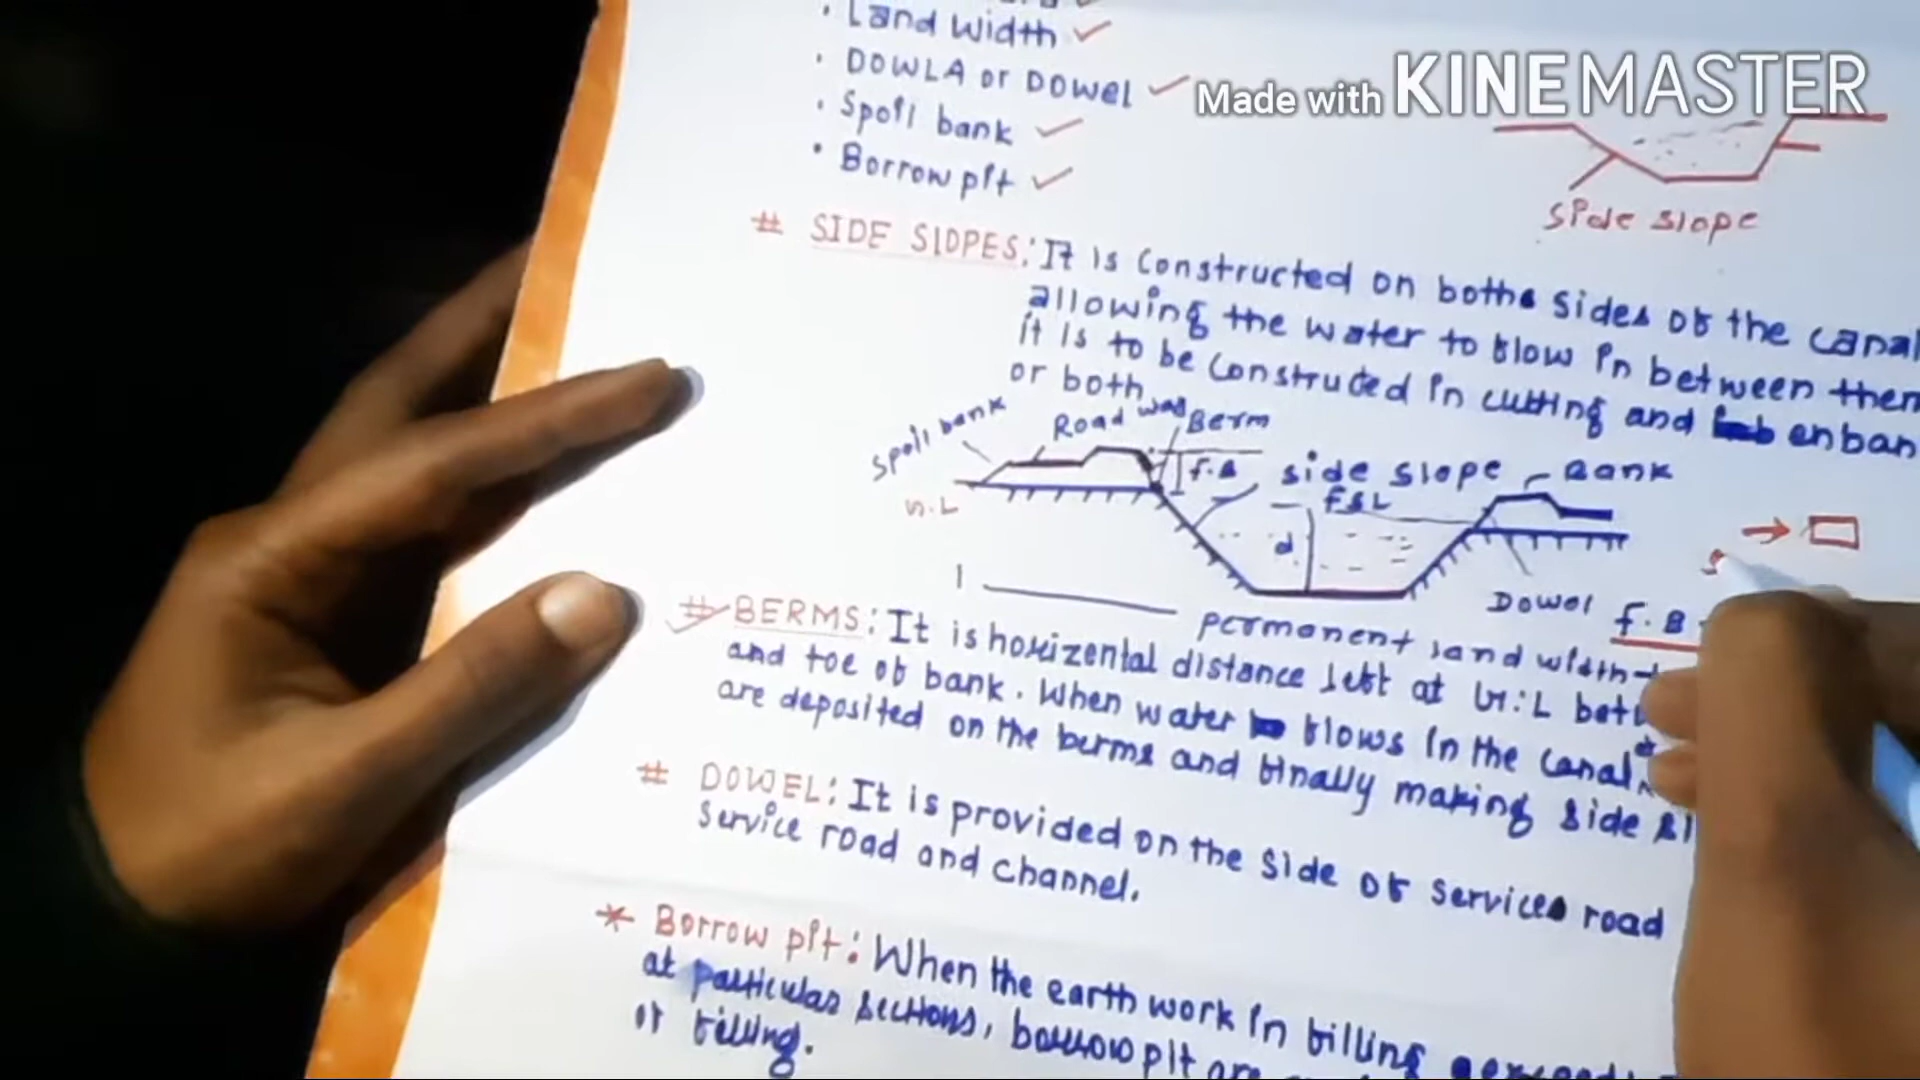 Land width
Made with KINEMASTER
DOWLA or DOWEL
Spoil bank
Borrow pit
Side slope
# SIDE SLOPES: It is constructed on both sides of the canal
allowing the water to flow in between them
it is to be constructed in cutting and enban
or both
Spoil bank
Road way
Berm
F.B
side slope
Bank
FSL
N.L
d
Dowel
F.B
permanent land width
# BERMS: It is horizental distance left at G.L betw
and toe of bank. When water flows in the canal,
are deposited on the berms and finally making side sl
# DOWEL: It is provided on the side of services road
service road and channel.
* Borrow pit: When the earth work in filling exceeds
at particular sections, borrow pit are
of filling.